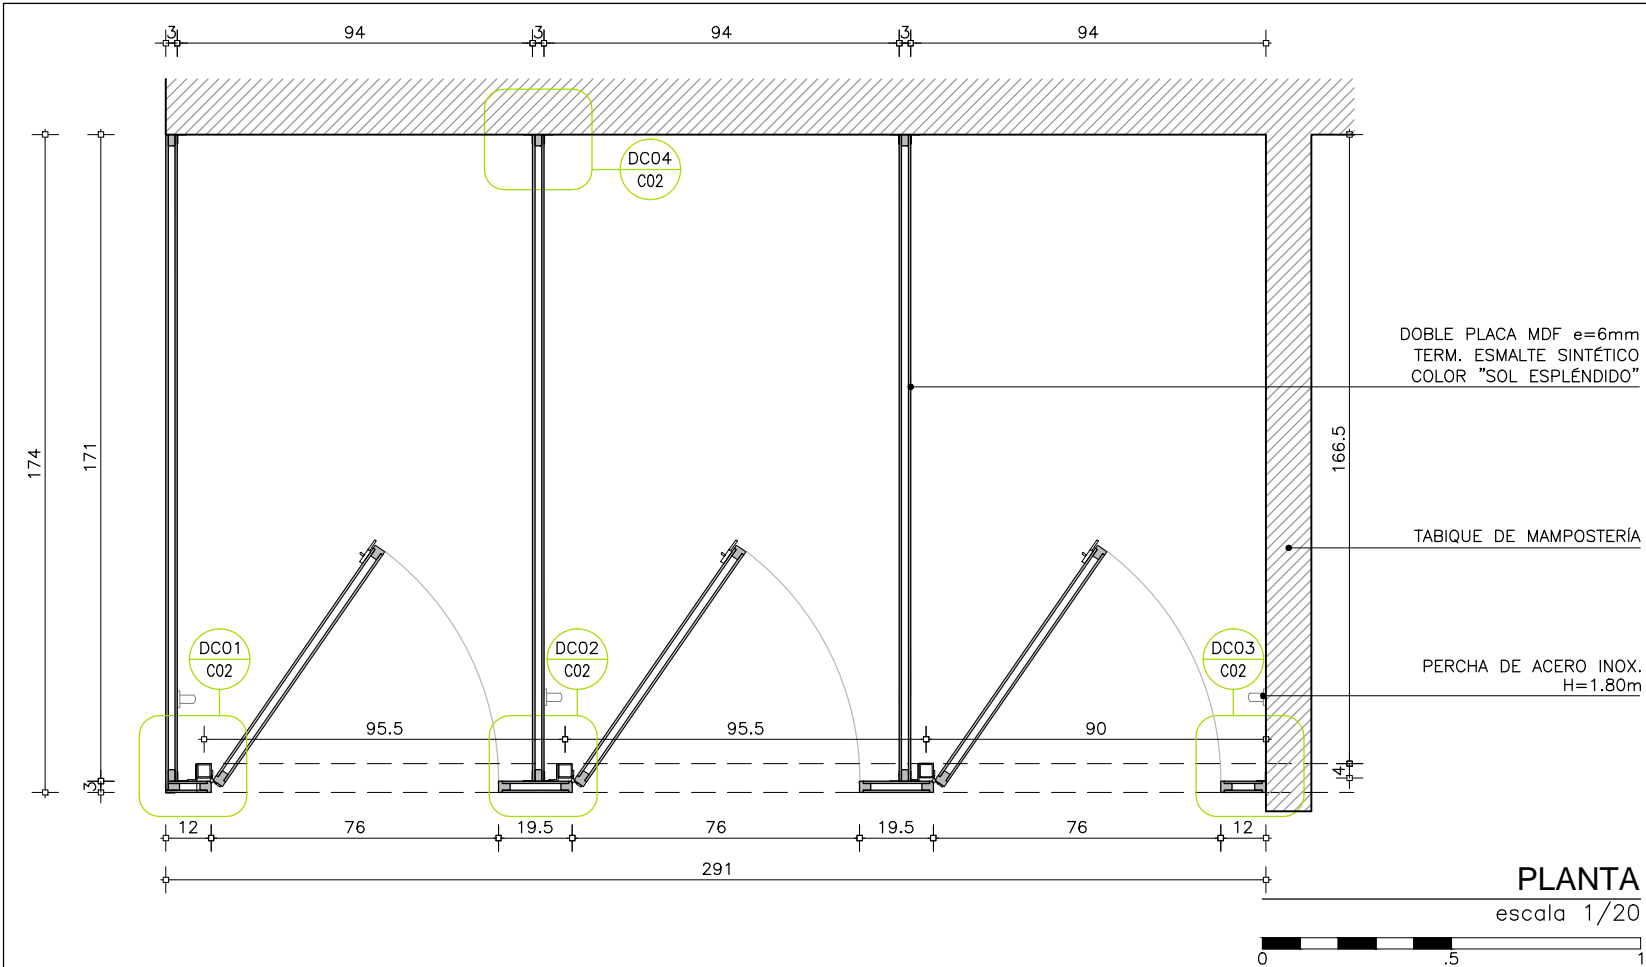 3 94 3 94 3 94
DC04
C02
DOBLE PLACA MDF e=6mm
TERM. ESMALTE SINTÉTICO
COLOR "SOL ESPLÉNDIDO"
174
171
166.5
TABIQUE DE MAMPOSTERÍA
DC01
C02
DC02
C02
DC03
C02
PERCHA DE ACERO INOX.
H=1.80m
95.5 95.5 90
3
4
12 76 19.5 76 19.5 76 12
291
PLANTA
escala 1/20
0 .5 1